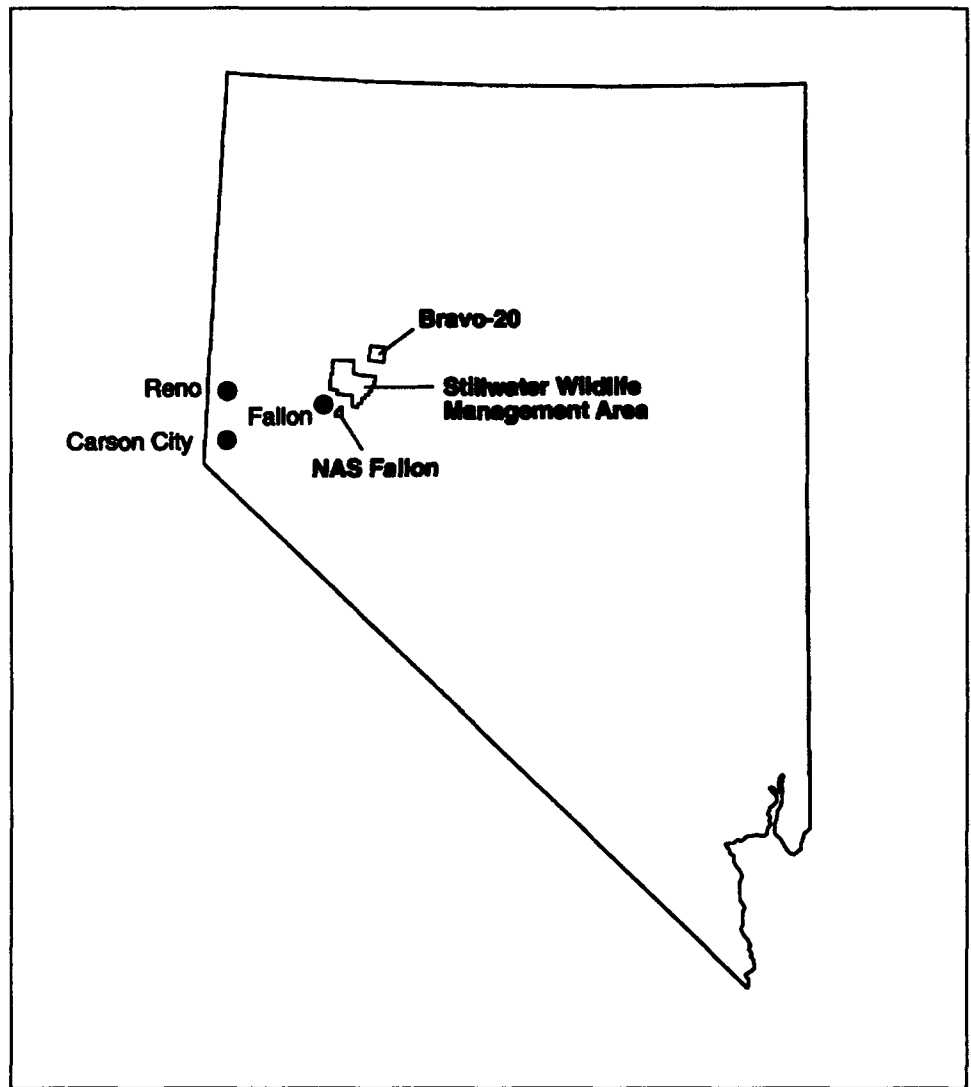 Bravo-20
Reno
Stillwater Wildlife
Management Area
Fallon
Carson City
NAS Fallon